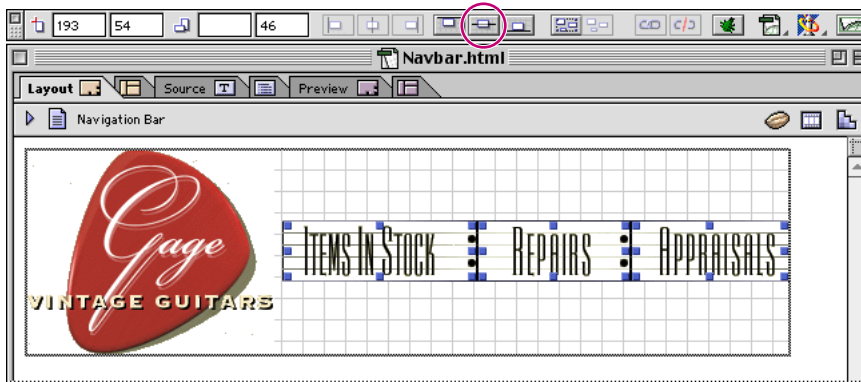 193 54 46
Navbar.html
Layout Source T Preview
Navigation Bar
Gage
VINTAGE GUITARS
ITEMS IN STOCK REPAIRS APPRAISALS